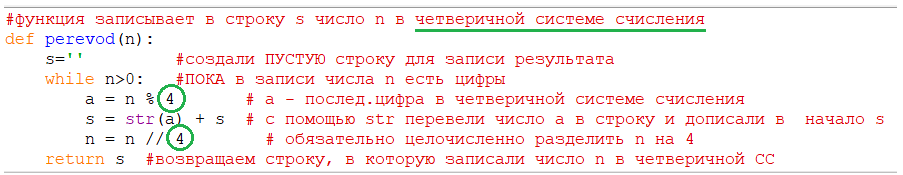 #функция записывает в строку s число n в четверичной системе счисления
def perevod(n):
    s=''        #создали ПУСТУЮ строку для записи результата
    while n>0:   #ПОКА в записи числа n есть цифры
        a = n % 4       # a - послед.цифра в четверичной системе счисления
        s = str(a) + s  # с помощью str перевели число a в строку и дописали в  начало s
        n = n // 4        # обязательно целочисленно разделить n на 4
    return s  #возвращаем строку, в которую записали число n в четверичной СС